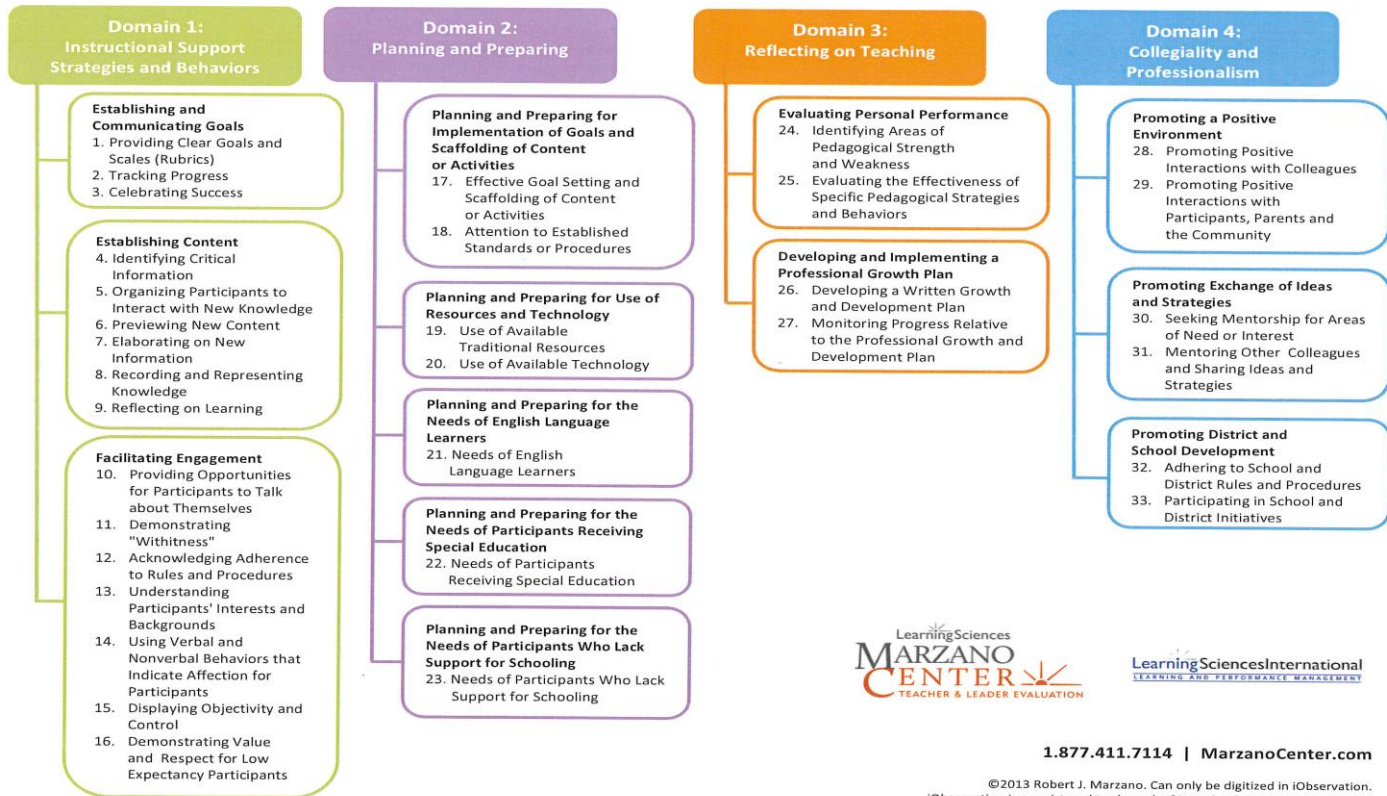 Domain 1:
Instructional Support
Strategies and Behaviors
Establishing and
Communicating Goals
1. Providing Clear Goals and
Scales (Rubrics)
2. Tracking Progress
3. Celebrating Success
Establishing Content
4. Identifying Critical
Information
5. Organizing Participants to
Interact with New Knowledge
6. Previewing New Content
7. Elaborating on New
Information
8. Recording and Representing
Knowledge
9. Reflecting on Learning
Facilitating Engagement
10. Providing Opportunities
for Participants to Talk
about Themselves
11. Demonstrating
"Withitness"
12. Acknowledging Adherence
to Rules and Procedures
13. Understanding
Participants' Interests and
Backgrounds
14. Using Verbal and
Nonverbal Behaviors that
Indicate Affection for
Participants
15. Displaying Objectivity and
Control
16. Demonstrating Value
and Respect for Low
Expectancy Participants
Domain 2:
Planning and Preparing
Planning and Preparing for
Implementation of Goals and
Scaffolding of Content
or Activities
17. Effective Goal Setting and
Scaffolding of Content
or Activities
18. Attention to Established
Standards or Procedures
Planning and Preparing for Use of
Resources and Technology
19. Use of Available
Traditional Resources
20. Use of Available Technology
Planning and Preparing for the
Needs of English Language
Learners
21. Needs of English
Language Learners
Planning and Preparing for the
Needs of Participants Receiving
Special Education
22. Needs of Participants
Receiving Special Education
Planning and Preparing for the
Needs of Participants Who Lack
Support for Schooling
23. Needs of Participants Who Lack
Support for Schooling
Domain 3:
Reflecting on Teaching
Evaluating Personal Performance
24. Identifying Areas of
Pedagogical Strength
and Weakness
25. Evaluating the Effectiveness of
Specific Pedagogical Strategies
and Behaviors
Developing and Implementing a
Professional Growth Plan
26. Developing a Written Growth
and Development Plan
27. Monitoring Progress Relative
to the Professional Growth and
Development Plan
Domain 4:
Collegiality and
Professionalism
Promoting a Positive
Environment
28. Promoting Positive
Interactions with Colleagues
29. Promoting Positive
Interactions with
Participants, Parents and
the Community
Promoting Exchange of Ideas
and Strategies
30. Seeking Mentorship for Areas
of Need or Interest
31. Mentoring Other Colleagues
and Sharing Ideas and
Strategies
Promoting District and
School Development
32. Adhering to School and
District Rules and Procedures
33. Participating in School and
District Initiatives
LearningSciences
MARZANO
CENTER
TEACHER & LEADER EVALUATION
LearningSciencesInternational
LEARNING AND PERFORMANCE MANAGEMENT
1.877.411.7114 | MarzanoCenter.com
©2013 Robert J. Marzano. Can only be digitized in iObservation.